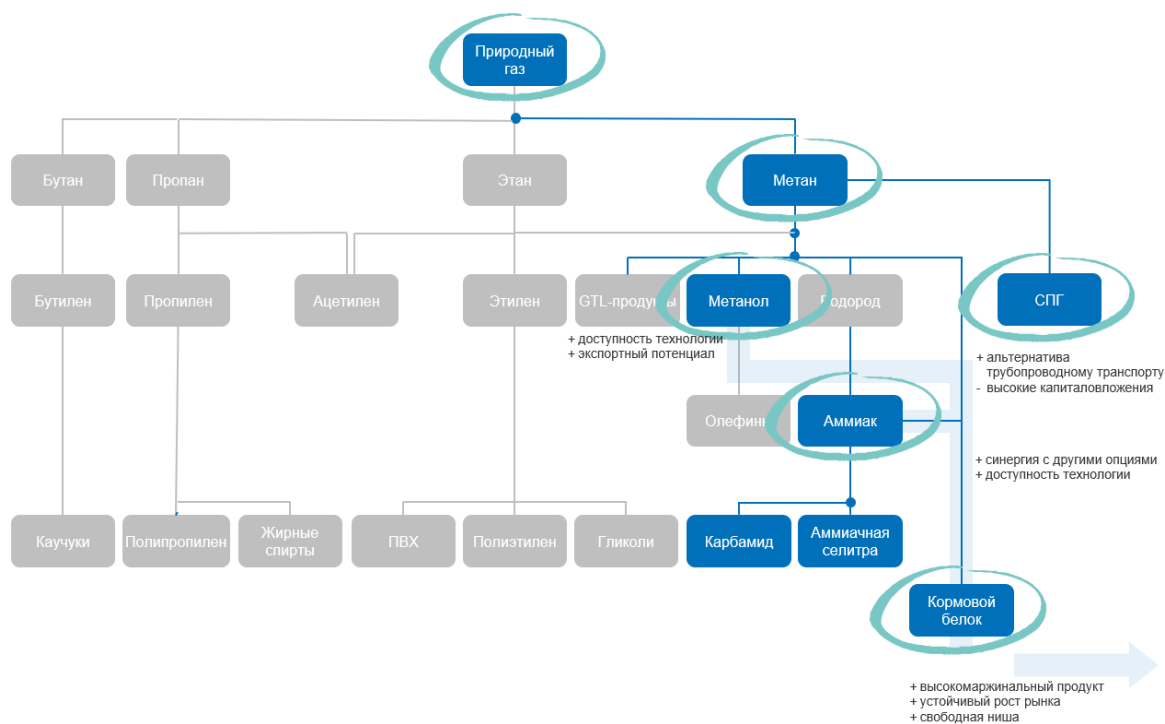 Природный
газ
Бутан
Пропан
Этан
Метан
Бутилен
Пропилен
Ацетилен
Этилен
GTL-продукты
Метанол
Водород
СПГ
+ доступность технологии
+ экспортный потенциал
+ альтернатива
трубопроводному транспорту
- высокие капиталовложения
Олефины
Аммиак
+ синергия с другими опциями
+ доступность технологии
Каучуки
Полипропилен
Жирные
спирты
ПВХ
Полиэтилен
Гликоли
Карбамид
Аммиачная
селитра
Кормовой
белок
+ высокомаржинальный продукт
+ устойчивый рост рынка
+ свободная ниша